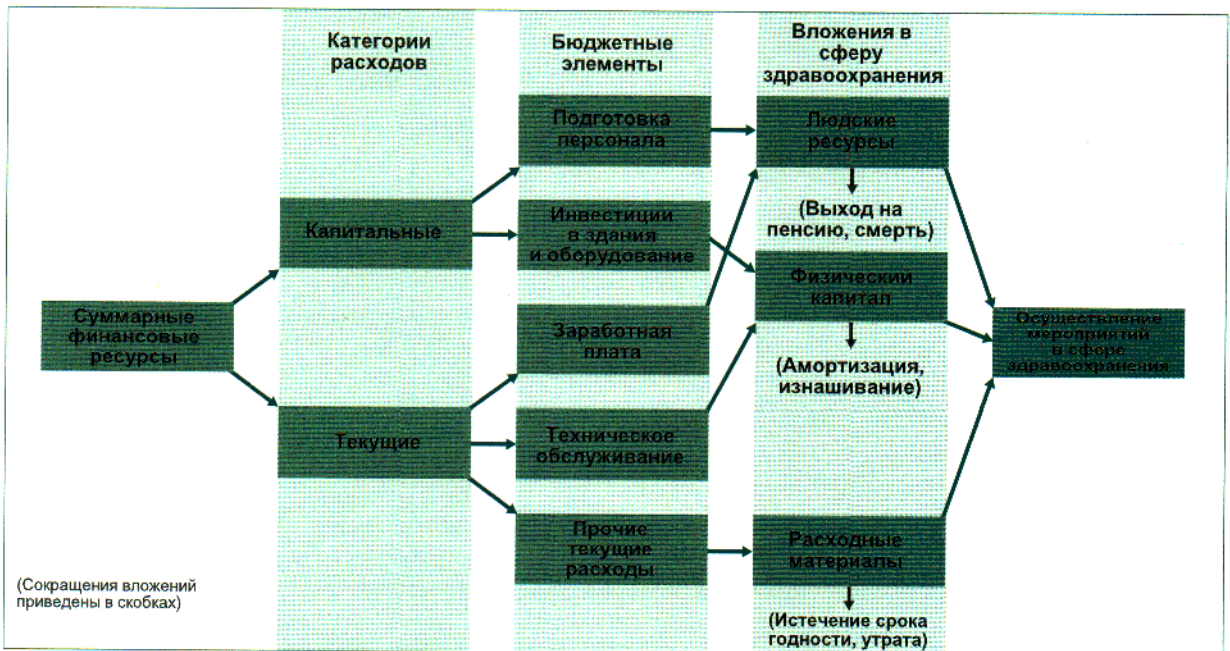 Категории
расходов
Бюджетные
элементы
Вложения в
сферу
здравоохранения
Подготовка
персонала
Людские
ресурсы
(Выход на
пенсию, смерть)
Капитальные
Инвестиции
в здания
и оборудование
Физический
капитал
(Амортизация,
изнашивание)
Суммарные
финансовые
ресурсы
Заработная
плата
Осуществление
мероприятий
в сфере
здравоохранения
Текущие
Техническое
обслуживание
Прочие
текущие
расходы
Расходные
материалы
(Истечение срока
годности, утрата)
(Сокращения вложений
приведены в скобках)